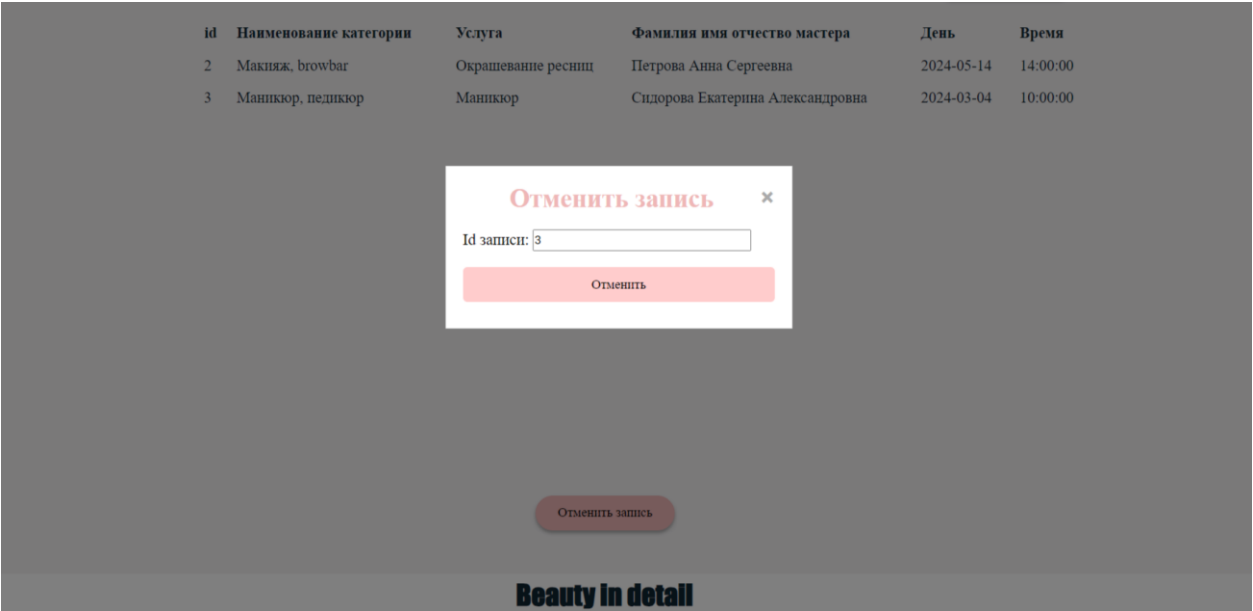 id Наименование категории Услуга Фамилия имя отчество мастера День Время
2 Макияж, browbar Окрашевание ресниц Петрова Анна Сергеевна 2024-05-14 14:00:00
3 Маникюр, педикюр Маникюр Сидорова Екатерина Александровна 2024-03-04 10:00:00
Отменить запись ×
Id записи: 3
Отменить
Отменить запись
Beauty in detail